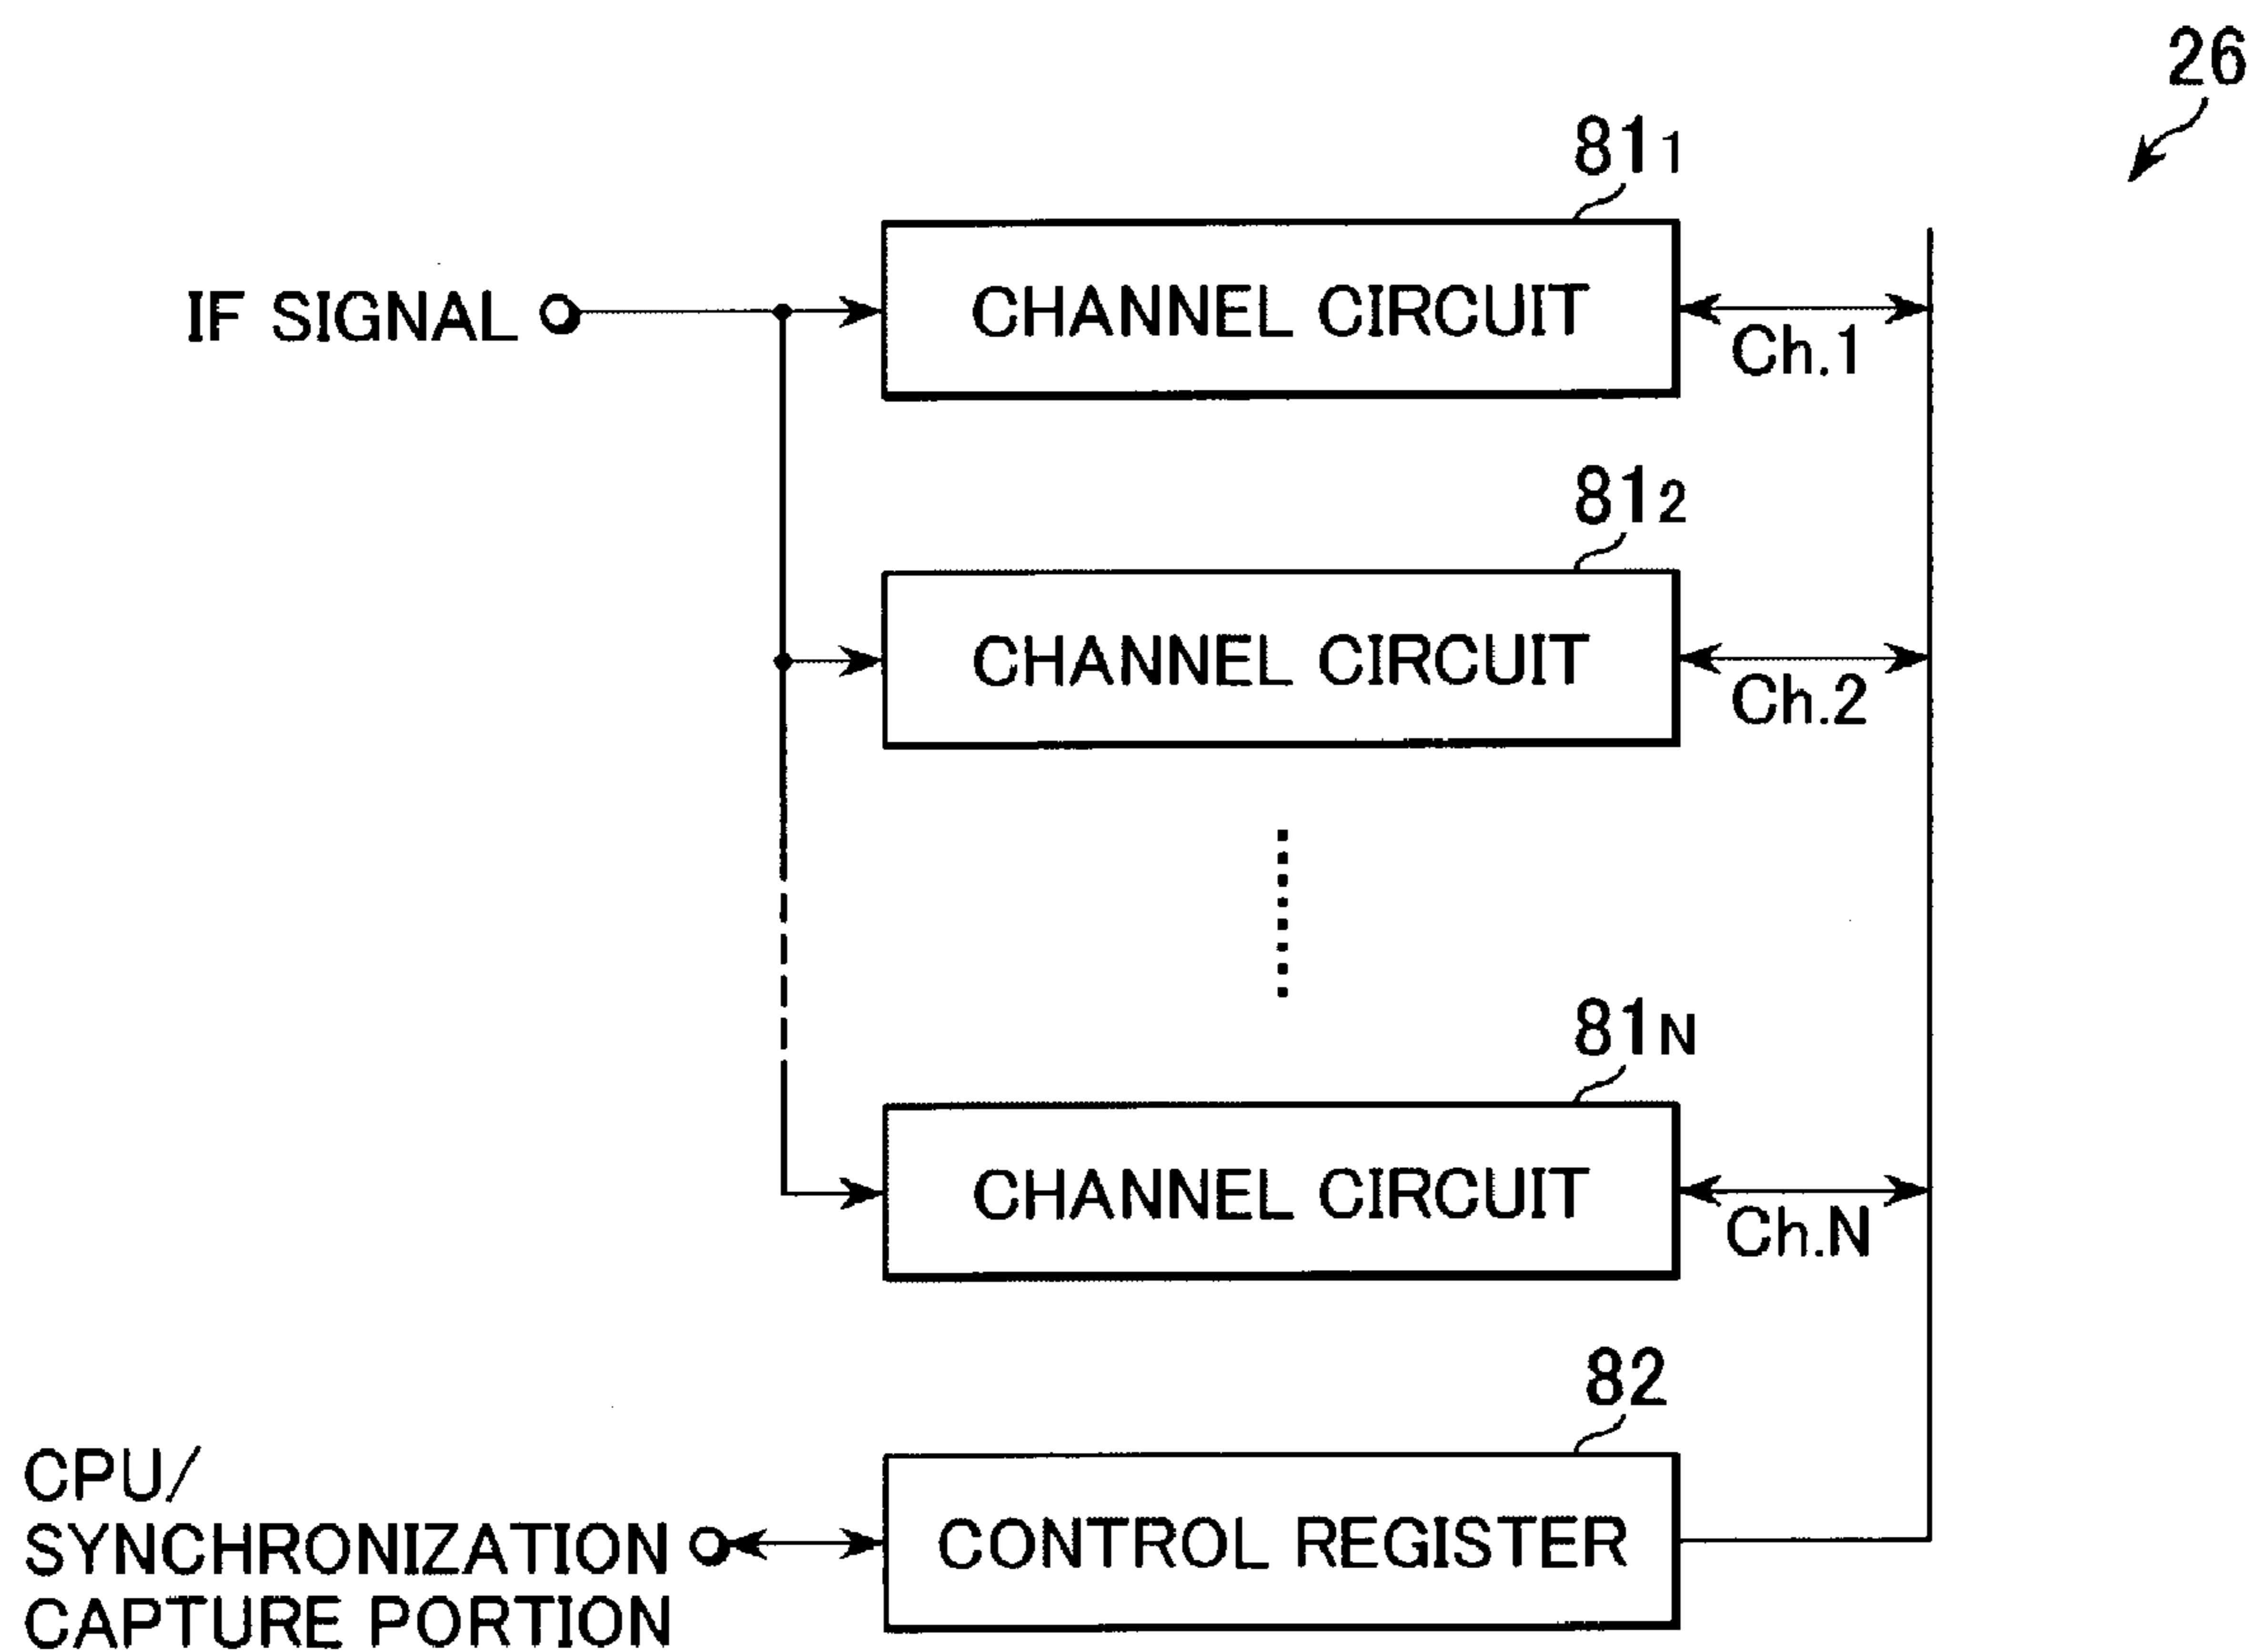 26
81₁
IF SIGNAL
CHANNEL CIRCUIT
Ch.1
81₂
CHANNEL CIRCUIT
Ch.2
81N
CHANNEL CIRCUIT
Ch.N
82
CPU/
SYNCHRONIZATION
CAPTURE PORTION
CONTROL REGISTER